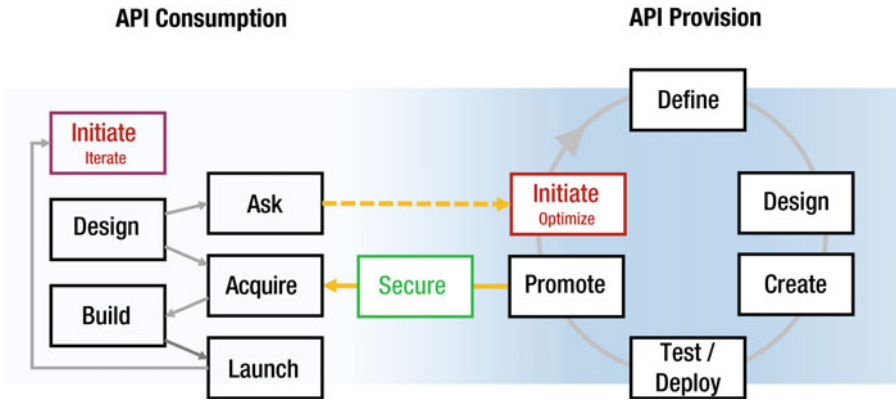 API Consumption
API Provision
Initiate
Iterate
Design
Build
Ask
Acquire
Launch
Secure
Initiate
Optimize
Promote
Define
Design
Create
Test /
Deploy